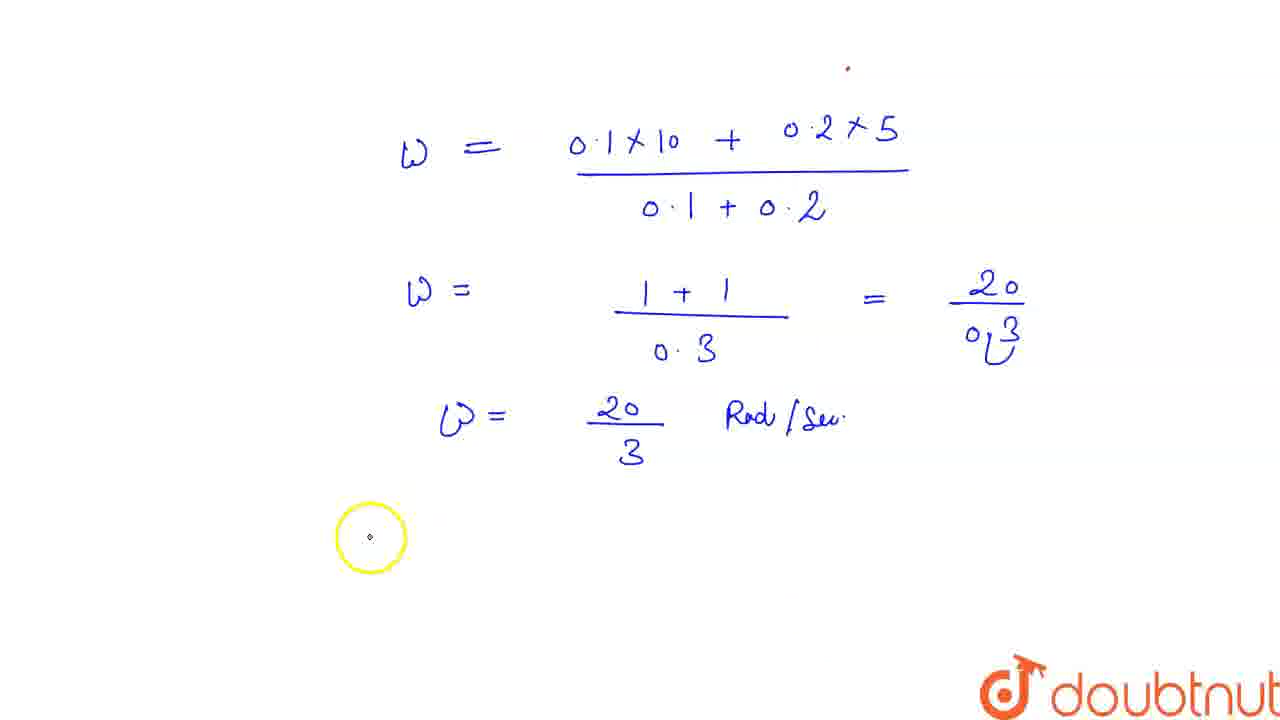 ω = 0.1 × 10 + 0.2 × 5
0.1 + 0.2
ω = 1 + 1 = 20
0.3 0.3
ω = 20 Rad/Sec.
3
doubtnut